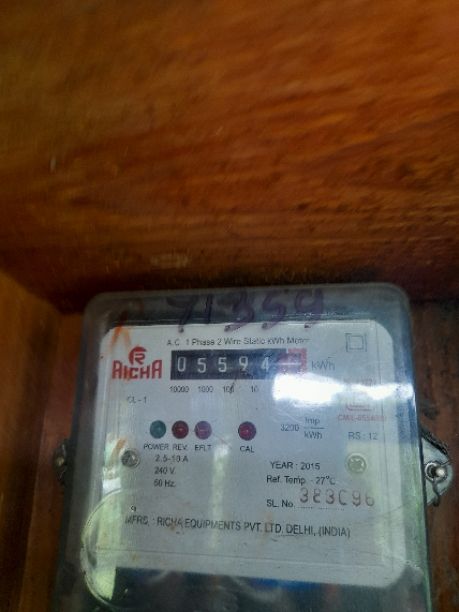 71359
A.C. 1 Phase 2 Wire Static kWh Meter
RICHA
05594 kWh
10000 1000 100 10
CL - 1
3200 imp/kWh
RS : 12
POWER REV. EFLT CAL
2.5-10 A
240 V.
50 Hz.
YEAR : 2015
Ref. Temp. 27°C
SL. No.
MFRS. : RICHA EQUIPMENTS PVT. LTD. DELHI, (INDIA)